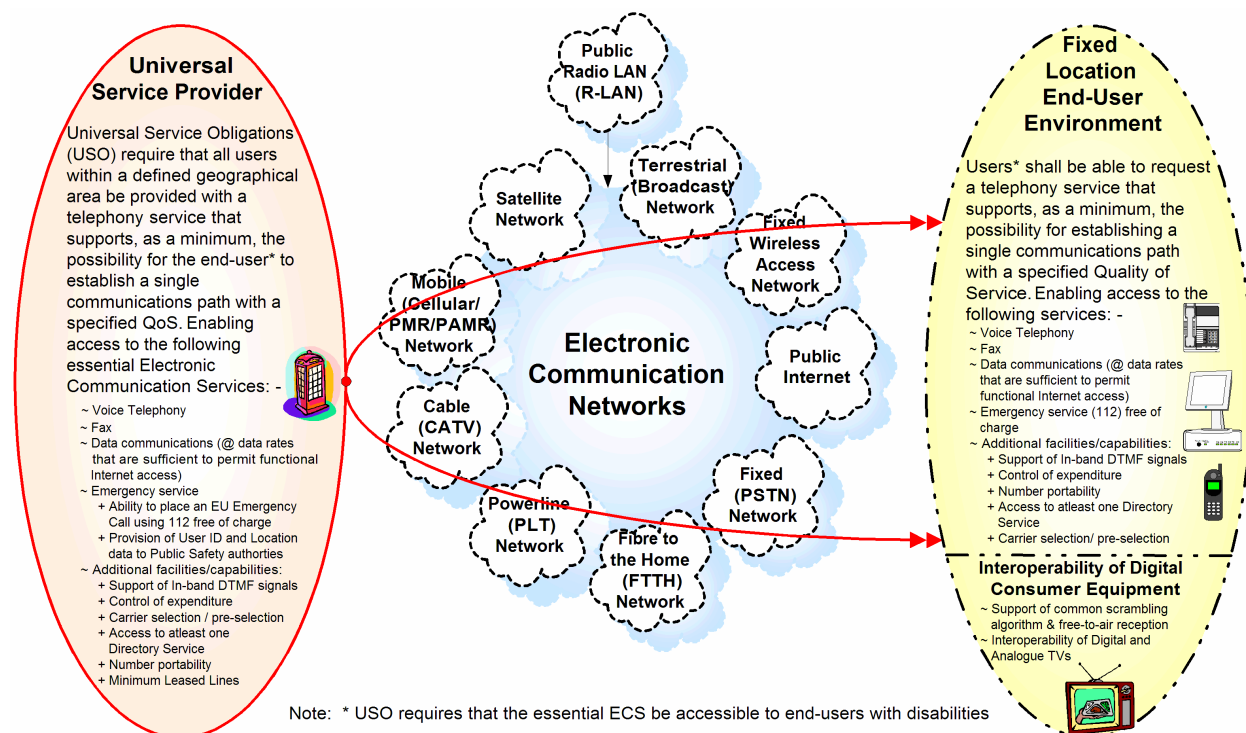 Universal
Service Provider
Universal Service Obligations
(USO) require that all users
within a defined geographical
area be provided with a
telephony service that
supports, as a minimum, the
possibility for the end-user* to
establish a single
communications path with a
specified QoS. Enabling
access to the following
essential Electronic
Communication Services: -
~ Voice Telephony
~ Fax
~ Data communications (@ data rates
that are sufficient to permit functional
Internet access)
~ Emergency service
+ Ability to place an EU Emergency
Call using 112 free of charge
+ Provision of User ID and Location
data to Public Safety authorties
~ Additional facilities/capabilities:
+ Support of In-band DTMF signals
+ Control of expenditure
+ Carrier selection / pre-selection
+ Access to atleast one
Directory Service
+ Number portability
+ Minimum Leased Lines
Public
Radio LAN
(R-LAN)
Terrestrial
(Broadcast)
Network
Satellite
Network
Fixed
Wireless
Access
Network
Mobile
(Cellular/
PMR/PAMR)
Network
Electronic
Communication
Networks
Public
Internet
Cable
(CATV)
Network
Fixed
(PSTN)
Network
Powerline
(PLT)
Network
Fibre to
the Home
(FTTH)
Network
Fixed
Location
End-User
Environment
Users* shall be able to request
a telephony service that
supports, as a minimum, the
possibility for establishing a
single communications path
with a specified Quality of
Service. Enabling access to the
following services: -
~ Voice Telephony
~ Fax
~ Data communications (@ data rates
that are sufficient to permit
functional Internet access)
~ Emergency service (112) free of
charge
~ Additional facilities/capabilities:
+ Support of In-band DTMF signals
+ Control of expenditure
+ Number portability
+ Access to atleast one Directory
Service
+ Carrier selection/ pre-selection
Interoperability of Digital
Consumer Equipment
~ Support of common scrambling
algorithm & free-to-air reception
~ Interoperability of Digital and
Analogue TVs
Note: * USO requires that the essential ECS be accessible to end-users with disabilities